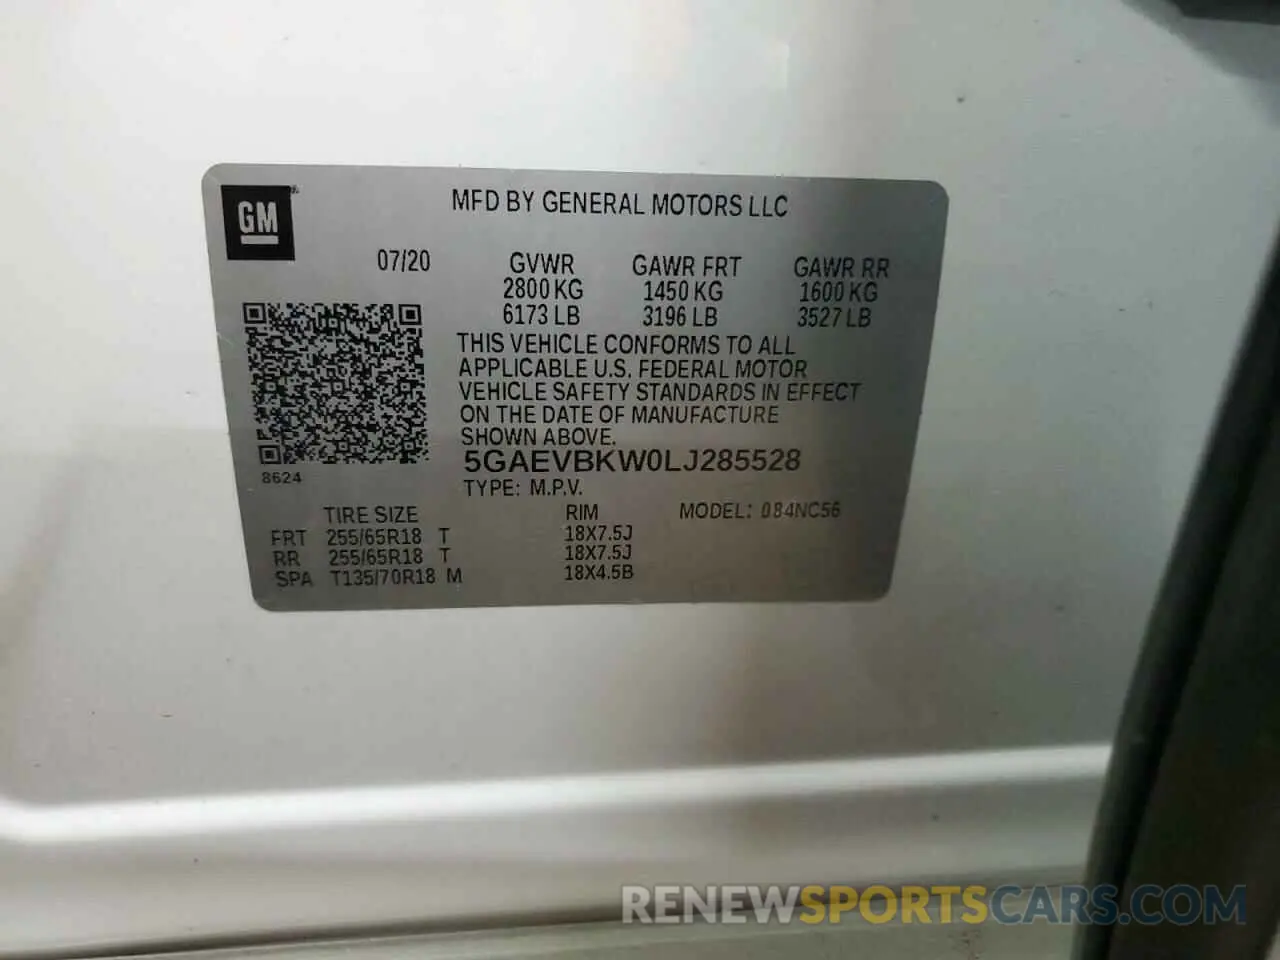 GM
MFD BY GENERAL MOTORS LLC
07/20 GVWR GAWR FRT GAWR RR
2800 KG 1450 KG 1600 KG
6173 LB 3196 LB 3527 LB
THIS VEHICLE CONFORMS TO ALL
APPLICABLE U.S. FEDERAL MOTOR
VEHICLE SAFETY STANDARDS IN EFFECT
ON THE DATE OF MANUFACTURE
SHOWN ABOVE.
5GAEVBKW0LJ285528
8624
TYPE: M.P.V.
TIRE SIZE RIM MODEL: 084NC56
FRT 255/65R18 T 18X7.5J
RR 255/65R18 T 18X7.5J
SPA T135/70R18 M 18X4.5B
RENEWSPORTSCARS.COM